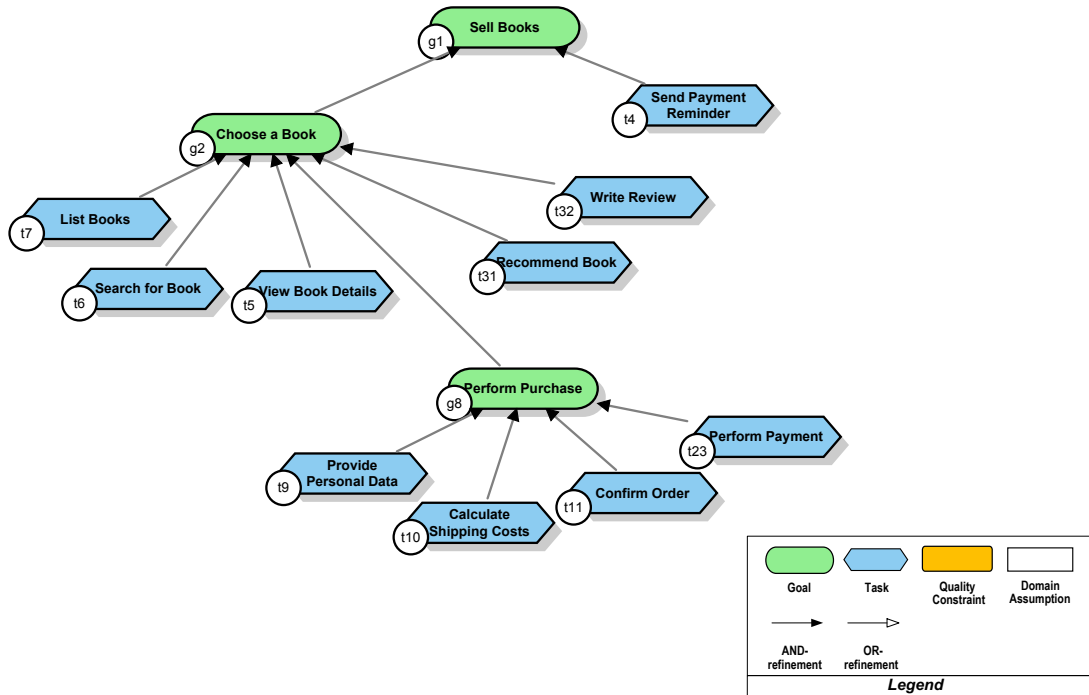 Sell Books
g1
Send Payment
Reminder
t4
Choose a Book
g2
Write Review
t32
List Books
t7
Recommend Book
t31
Search for Book
t6
View Book Details
t5
Perform Purchase
g8
Perform Payment
t23
Provide
Personal Data
t9
Confirm Order
t11
Calculate
Shipping Costs
t10
Goal
Task
Quality
Constraint
Domain
Assumption
AND-
refinement
OR-
refinement
Legend